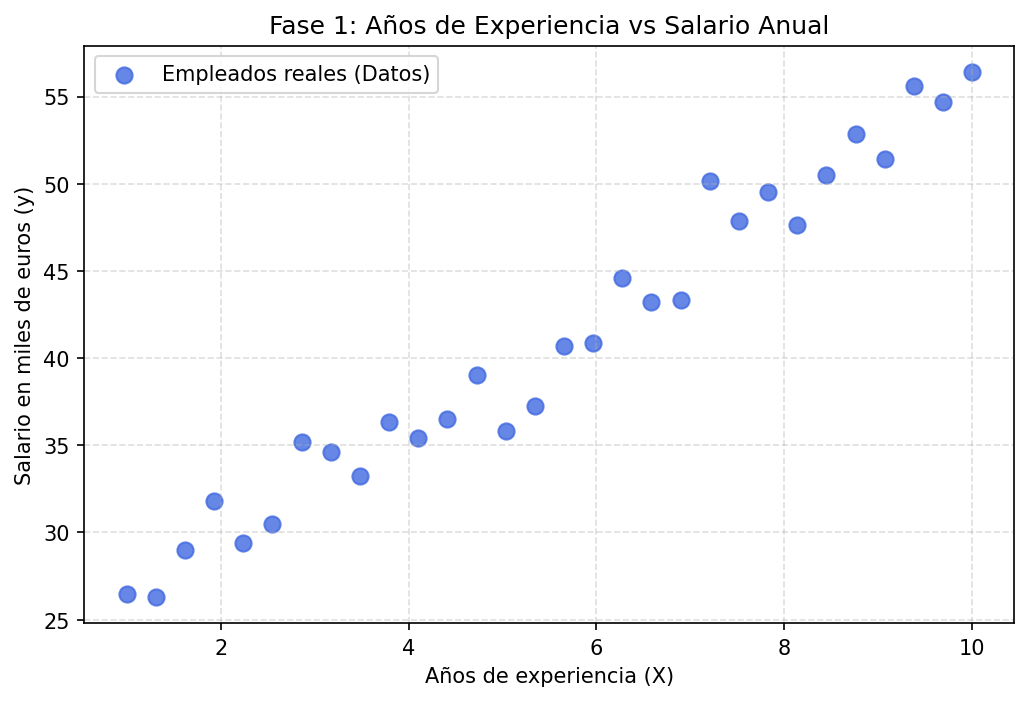 Fase 1: Años de Experiencia vs Salario Anual
Empleados reales (Datos)
Salario en miles de euros (y)
55
50
45
40
35
30
25
2 4 6 8 10
Años de experiencia (X)